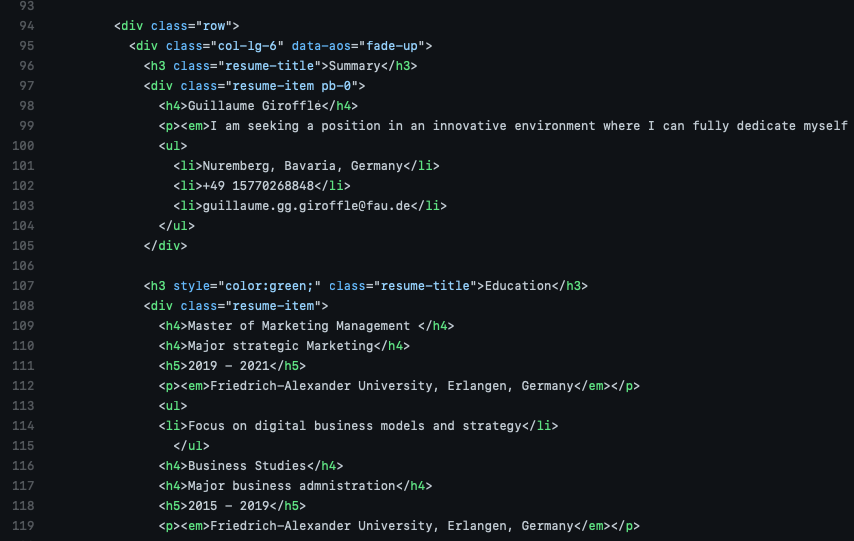 93
94 <div class="row">
95 <div class="col-lg-6" data-aos="fade-up">
96 <h3 class="resume-title">Summary</h3>
97 <div class="resume-item pb-0">
98 <h4>Guillaume Giroffle</h4>
99 <p><em>I am seeking a position in an innovative environment where I can fully dedicate myself
100 <ul>
101 <li>Nuremberg, Bavaria, Germany</li>
102 <li>+49 15770268848</li>
103 <li>guillaume.gg.giroffle@fau.de</li>
104 </ul>
105 </div>
106
107 <h3 style="color:green;" class="resume-title">Education</h3>
108 <div class="resume-item">
109 <h4>Master of Marketing Management </h4>
110 <h4>Major strategic Marketing</h4>
111 <h5>2019 - 2021</h5>
112 <p><em>Friedrich-Alexander University, Erlangen, Germany</em></p>
113 <ul>
114 <li>Focus on digital business models and strategy</li>
115 </ul>
116 <h4>Business Studies</h4>
117 <h4>Major business admnistration</h4>
118 <h5>2015 - 2019</h5>
119 <p><em>Friedrich-Alexander University, Erlangen, Germany</em></p>